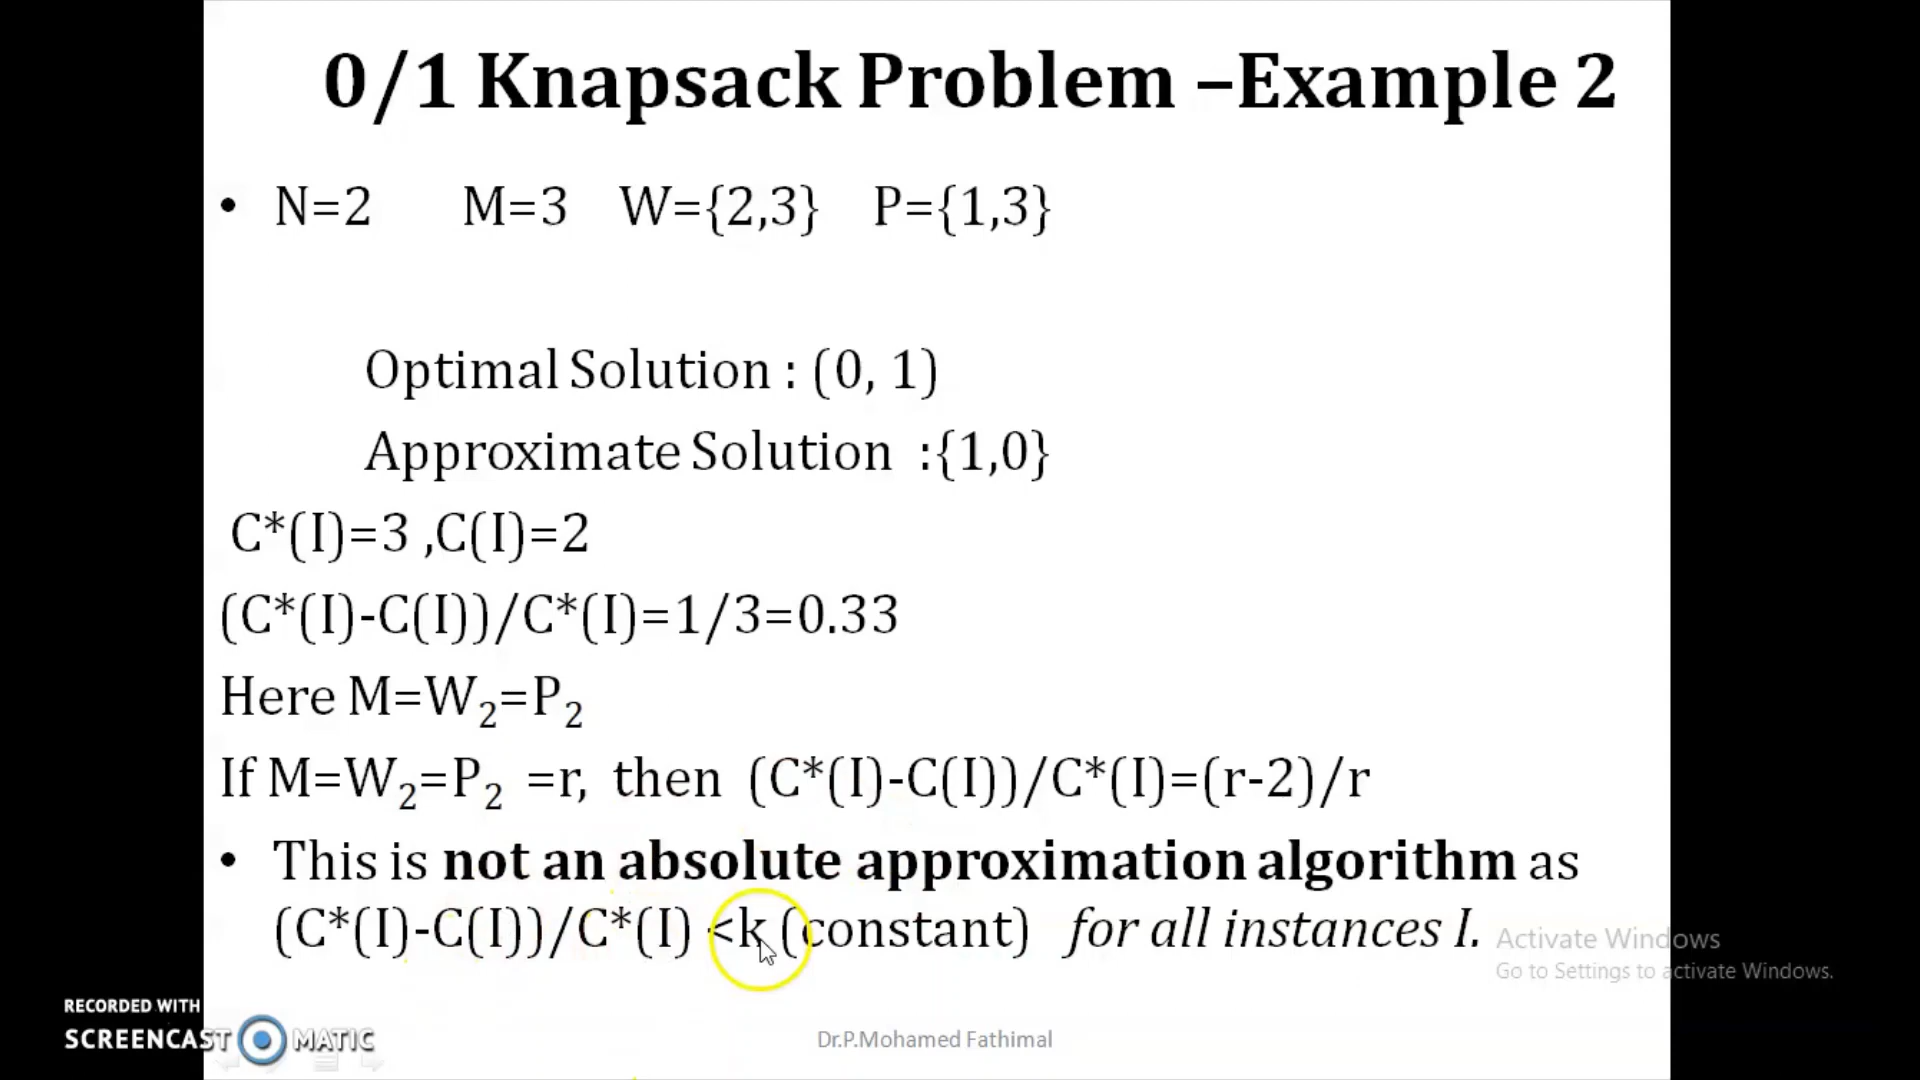 0/1 Knapsack Problem –Example 2
• N=2 M=3 W={2,3} P={1,3}
Optimal Solution : (0, 1)
Approximate Solution :{1,0}
C*(I)=3 ,C(I)=2
(C*(I)-C(I))/C*(I)=1/3=0.33
Here M=W₂=P₂
If M=W₂=P₂ =r, then (C*(I)-C(I))/C*(I)=(r-2)/r
• This is not an absolute approximation algorithm as
(C*(I)-C(I))/C*(I) <k (constant) for all instances I.
Activate Windows
Go to Settings to activate Windows.
RECORDED WITH
SCREENCAST MATIC
Dr.P.Mohamed Fathimal